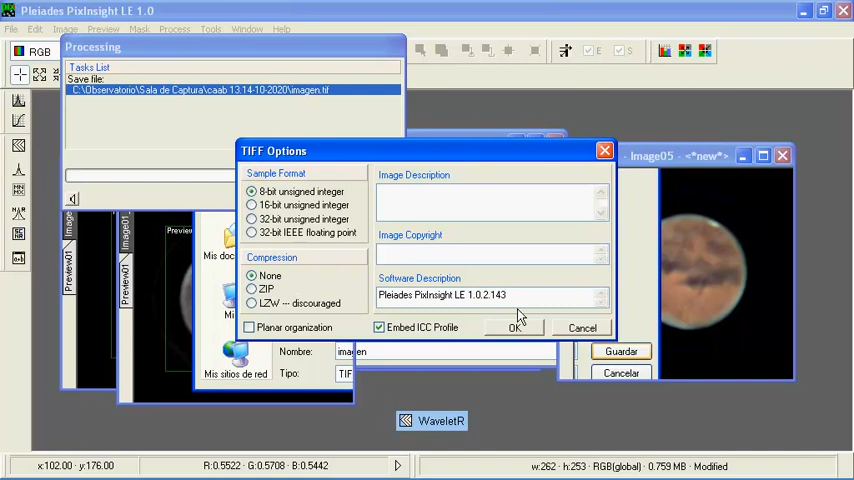 Pleiades PixInsight LE 1.0
File Edit Image Preview Mask Process Tools Window Help
RGB
E
S
Processing
Tasks List
Save file:
C:\Observatorio\Sala de Captura\caab 13.14-10-2020\imagen.tif
TIFF Options
Image05 - <*new*>
Sample Format
8-bit unsigned integer
16-bit unsigned integer
32-bit unsigned integer
32-bit IEEE floating point
Compression
None
ZIP
LZW --- discouraged
Image Description
Image Copyright
Software Description
Pleiades PixInsight LE 1.0.2.143
Planar organization
Embed ICC Profile
OK
Cancel
Image
Preview01
Image01
Preview01
Mis doc
Mi
Mis sitios de red
Nombre:
imagen
Tipo:
TIF
Guardar
Cancelar
WaveletR
x:102.00 · y:176.00
R:0.5522 · G:0.5708 · B:0.5442
w:262 · h:253 · RGB(global) · 0.759 MB · Modified